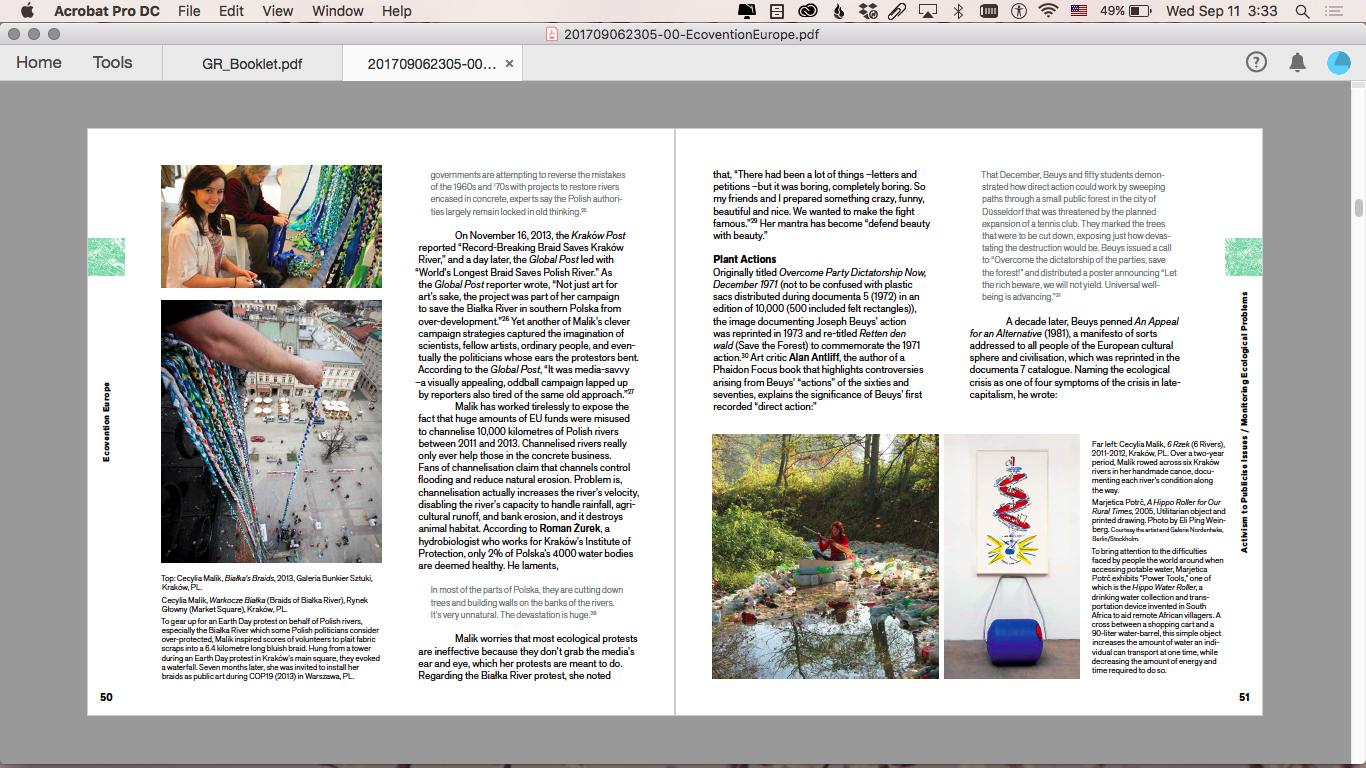 Acrobat Pro DC File Edit View Window Help 49% Wed Sep 11 3:33
201709062305-00-EcoventionEurope.pdf
Home Tools GR_Booklet.pdf 201709062305-00... ×
governments are attempting to reverse the mistakes
of the 1960s and '70s with projects to restore rivers
encased in concrete, experts say the Polish authori-
ties largely remain locked in old thinking.25
On November 16, 2013, the Kraków Post
reported “Record-Breaking Braid Saves Kraków
River,” and a day later, the Global Post led with
“World's Longest Braid Saves Polish River.” As
the Global Post reporter wrote, “Not just art for
art's sake, the project was part of her campaign
to save the Białka River in southern Polska from
over-development.”26 Yet another of Malik's clever
campaign strategies captured the imagination of
scientists, fellow artists, ordinary people, and even-
tually the politicians whose ears the protestors bent.
According to the Global Post, “It was media-savvy
–a visually appealing, oddball campaign lapped up
by reporters also tired of the same old approach.”27
Malik has worked tirelessly to expose the
fact that huge amounts of EU funds were misused
to channelise 10,000 kilometres of Polish rivers
between 2011 and 2013. Channelised rivers really
only ever help those in the concrete business.
Fans of channelisation claim that channels control
flooding and reduce natural erosion. Problem is,
channelisation actually increases the river's velocity,
disabling the river's capacity to handle rainfall, agri-
cultural runoff, and bank erosion, and it destroys
animal habitat. According to Roman Żurek, a
hydrobiologist who works for Kraków's Institute of
Protection, only 2% of Polska's 4000 water bodies
are deemed healthy. He laments,
In most of the parts of Polska, they are cutting down
trees and building walls on the banks of the rivers.
It's very unnatural. The devastation is huge.28
Malik worries that most ecological protests
are ineffective because they don't grab the media's
ear and eye, which her protests are meant to do.
Regarding the Białka River protest, she noted
Ecovention Europe
Top: Cecylia Malik, Białka's Braids, 2013, Galeria Bunkier Sztuki,
Kraków, PL.
Cecylia Malik, Warkocze Białka (Braids of Białka River), Rynek
Głowny (Market Square), Kraków, PL.
To gear up for an Earth Day protest on behalf of Polish rivers,
especially the Białka River which some Polish politicians consider
over-protected, Malik inspired scores of volunteers to plait fabric
scraps into a 6.4 kilometre long bluish braid. Hung from a tower
during an Earth Day protest in Kraków's main square, they evoked
a waterfall. Seven months later, she was invited to install her
braids as public art during COP19 (2013) in Warszawa, PL.
50
that, “There had been a lot of things –letters and
petitions –but it was boring, completely boring. So
my friends and I prepared something crazy, funny,
beautiful and nice. We wanted to make the fight
famous.”29 Her mantra has become “defend beauty
with beauty.”
Plant Actions
Originally titled Overcome Party Dictatorship Now,
December 1971 (not to be confused with plastic
sacs distributed during documenta 5 (1972) in an
edition of 10,000 (500 included felt rectangles)),
the image documenting Joseph Beuys' action
was reprinted in 1973 and re-titled Retten den
wald (Save the Forest) to commemorate the 1971
action.30 Art critic Alan Antliff, the author of a
Phaidon Focus book that highlights controversies
arising from Beuys' “actions” of the sixties and
seventies, explains the significance of Beuys' first
recorded “direct action:”
That December, Beuys and fifty students demon-
strated how direct action could work by sweeping
paths through a small public forest in the city of
Düsseldorf that was threatened by the planned
expansion of a tennis club. They marked the trees
that were to be cut down, exposing just how devas-
tating the destruction would be. Beuys issued a call
to “Overcome the dictatorship of the parties, save
the forest!” and distributed a poster announcing “Let
the rich beware, we will not yield. Universal well-
being is advancing.”31
A decade later, Beuys penned An Appeal
for an Alternative (1981), a manifesto of sorts
addressed to all people of the European cultural
sphere and civilisation, which was reprinted in the
documenta 7 catalogue. Naming the ecological
crisis as one of four symptoms of the crisis in late-
capitalism, he wrote:
Far left: Cecylia Malik, 6 Rzek (6 Rivers),
2011-2012, Kraków, PL. Over a two-year
period, Malik rowed across six Kraków
rivers in her handmade canoe, docu-
menting each river's condition along
the way.
Marjetica Potrč, A Hippo Roller for Our
Rural Times, 2005, Utilitarian object and
printed drawing. Photo by Eli Ping Wein-
berg. Courtesy the artist and Galerie Nordenhake,
Berlin/Stockholm.
To bring attention to the difficulties
faced by people the world around when
accessing potable water, Marjetica
Potrč exhibits “Power Tools,” one of
which is the Hippo Water Roller, a
drinking water collection and trans-
portation device invented in South
Africa to aid remote African villagers. A
cross between a shopping cart and a
90-liter water-barrel, this simple object
increases the amount of water an indi-
vidual can transport at one time, while
decreasing the amount of energy and
time required to do so.
Activism to Publicise Issues / Monitoring Ecological Problems
51